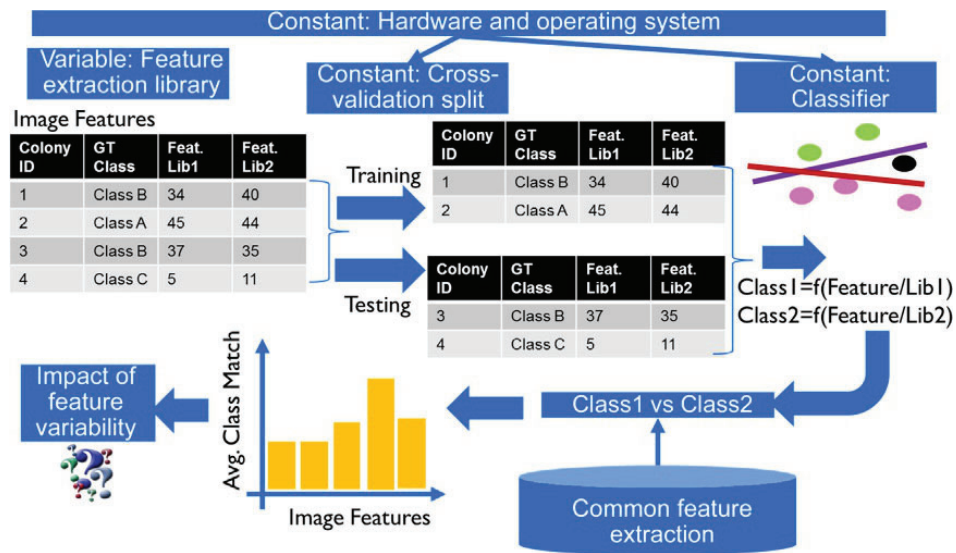 Constant: Hardware and operating system
Variable: Feature
extraction library
Constant: Cross-
validation split
Constant:
Classifier
Image Features
Colony ID GT Class Feat. Lib1 Feat. Lib2
1 Class B 34 40
2 Class A 45 44
3 Class B 37 35
4 Class C 5 11
Training
Testing
Colony ID GT Class Feat. Lib1 Feat. Lib2
1 Class B 34 40
2 Class A 45 44
Colony ID GT Class Feat. Lib1 Feat. Lib2
3 Class B 37 35
4 Class C 5 11
Class1=f(Feature/Lib1)
Class2=f(Feature/Lib2)
Class1 vs Class2
Common feature
extraction
Avg. Class Match
Image Features
Impact of
feature
variability
???